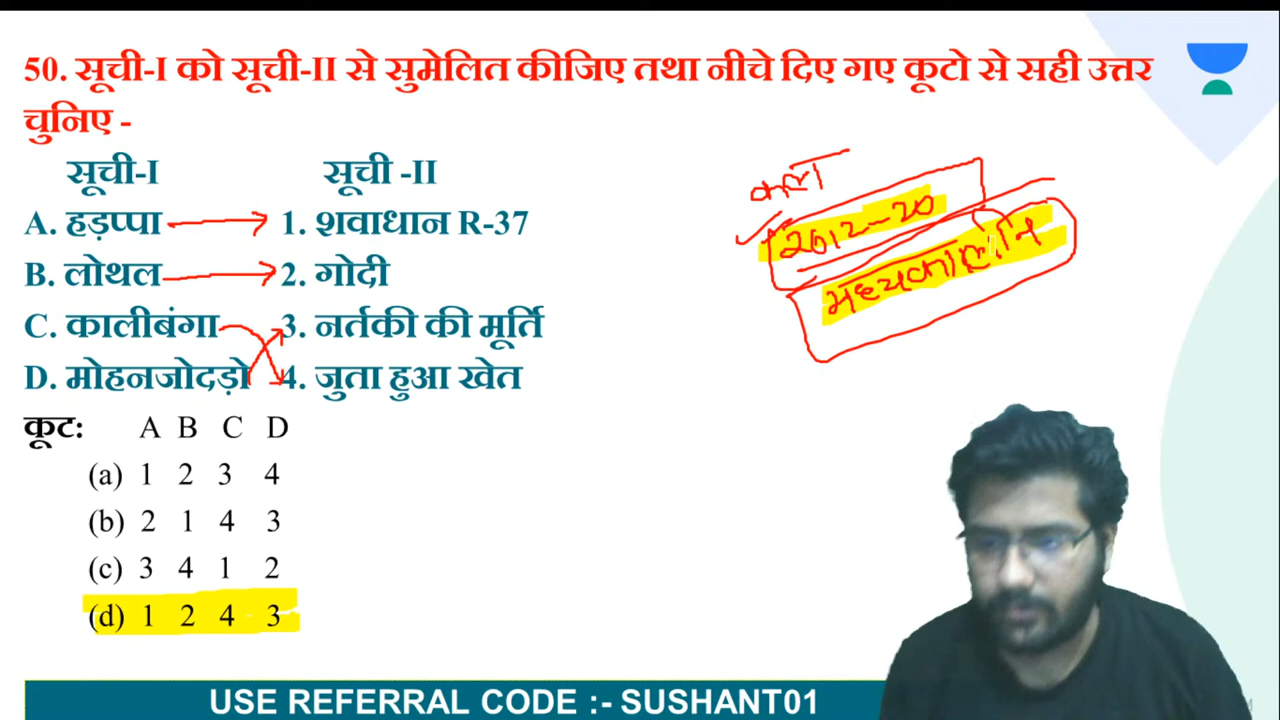 50. सूची-I को सूची-II से सुमेलित कीजिए तथा नीचे दिए गए कूटो से सही उत्तर
चुनिए -
सूची-I सूची -II
A. हड़प्पा 1. शवाधान R-37
B. लोथल 2. गोदी
C. कालीबंगा 3. नर्तकी की मूर्ति
D. मोहनजोदड़ो 4. जुता हुआ खेत
कूट: A B C D
(a) 1 2 3 4
(b) 2 1 4 3
(c) 3 4 1 2
(d) 1 2 4 3
2012-20
USE REFERRAL CODE :- SUSHANT01